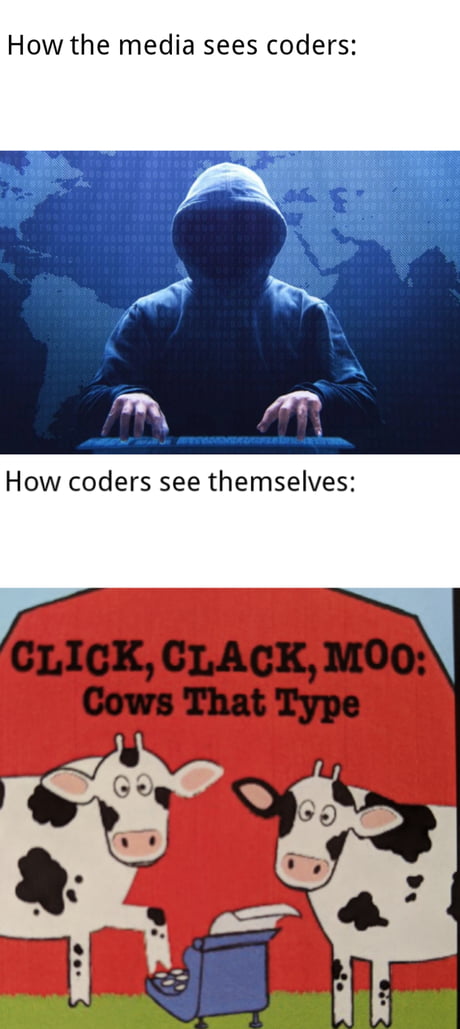 How the media sees coders:
How coders see themselves:
CLICK, CLACK, MOO:
Cows That Type